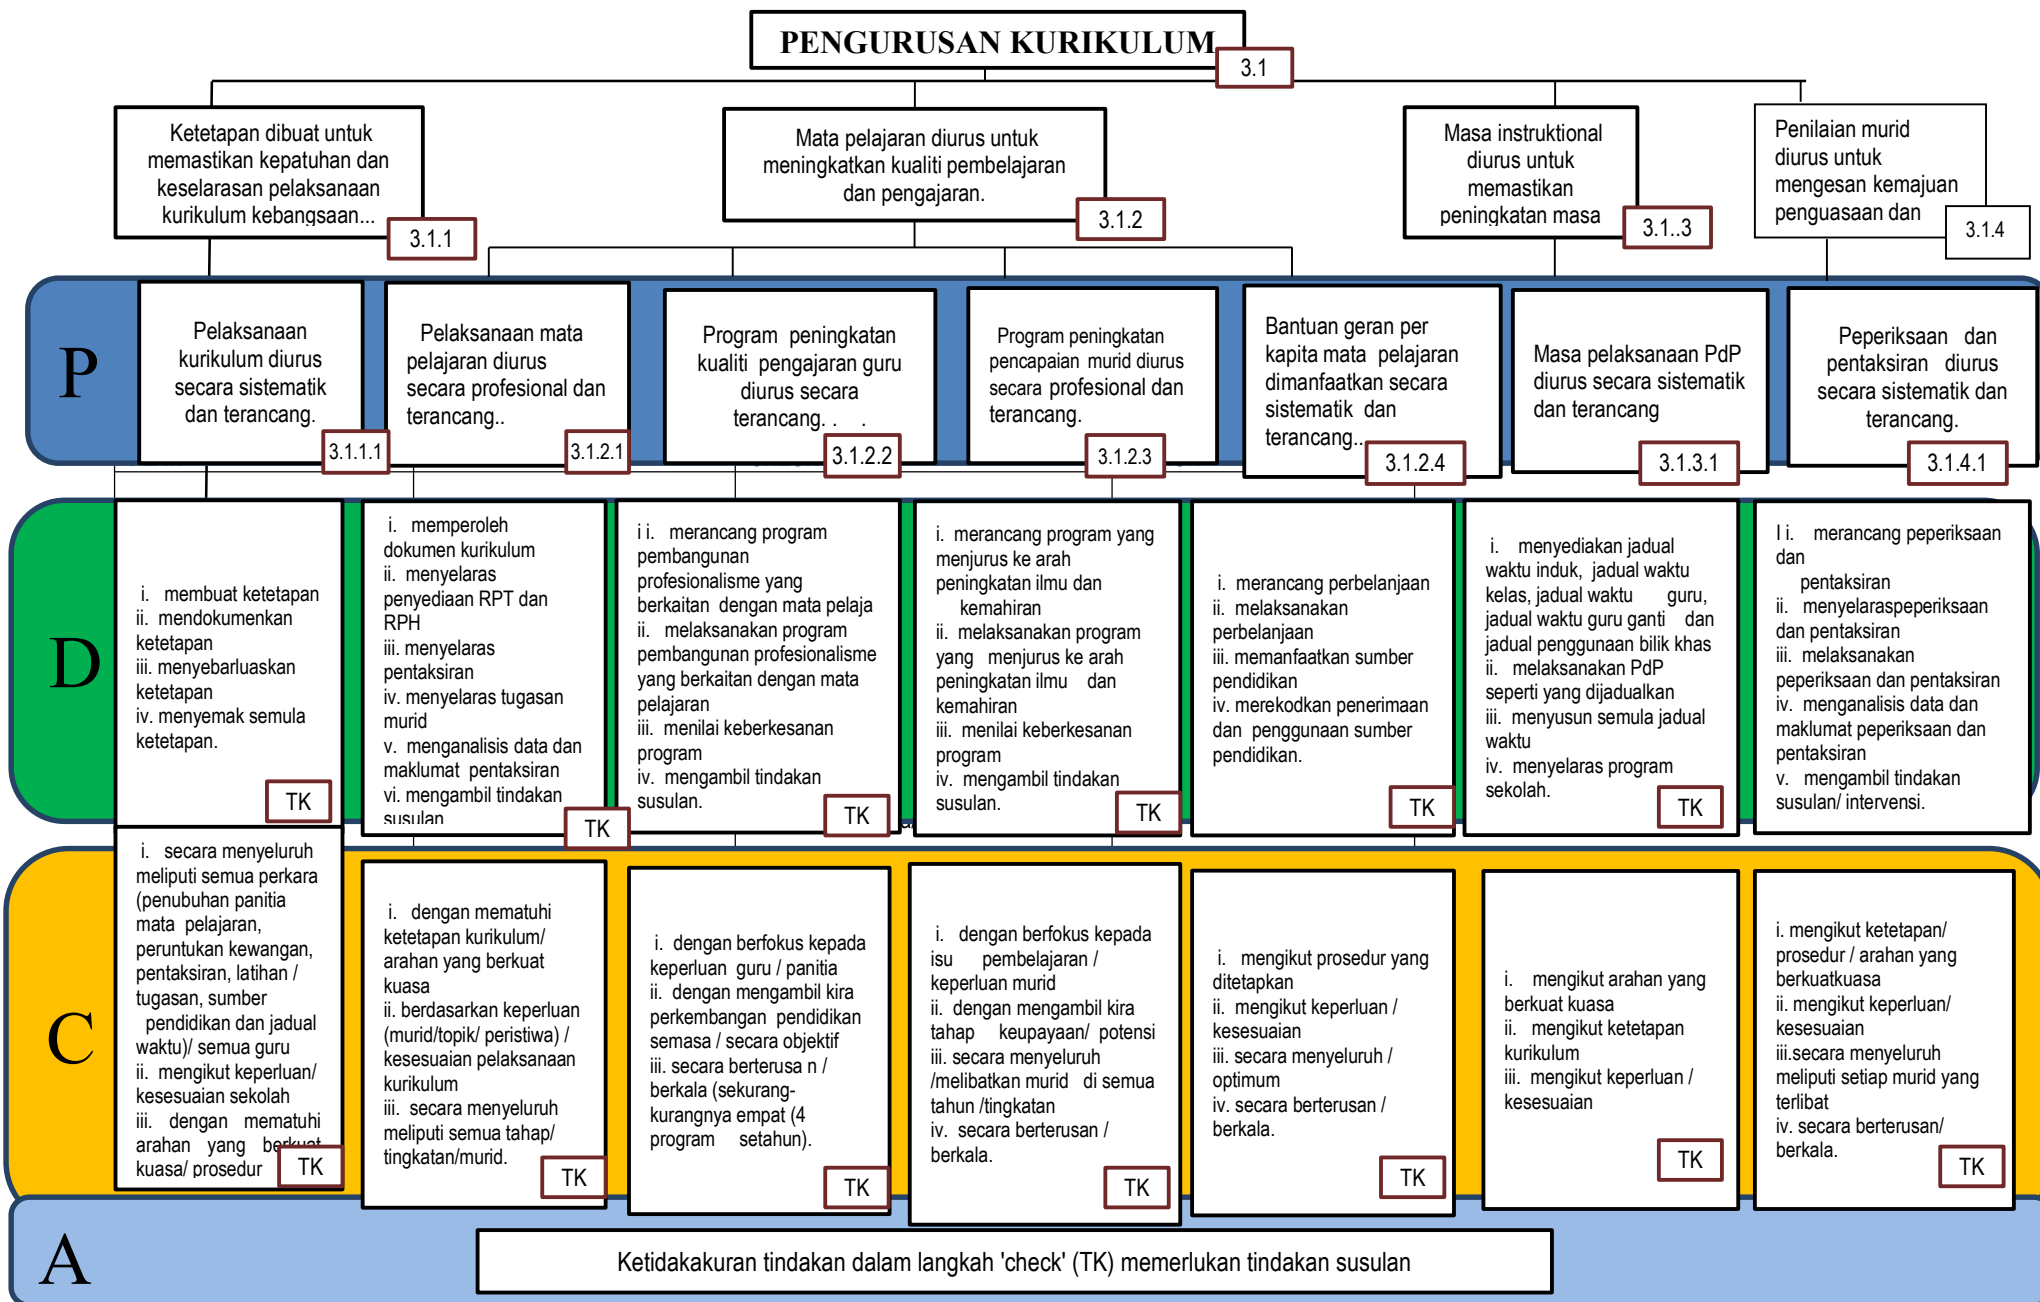 PENGURUSAN KURIKULUM
3.1
Ketetapan dibuat untuk
memastikan kepatuhan dan
keselarasan pelaksanaan
kurikulum kebangsaan...
3.1.1
Mata pelajaran diurus untuk
meningkatkan kualiti pembelajaran
dan pengajaran.
3.1.2
Masa instruktional
diurus untuk
memastikan
peningkatan masa
3.1..3
Penilaian murid
diurus untuk
mengesan kemajuan
penguasaan dan
3.1.4
P
Pelaksanaan
kurikulum diurus
secara sistematik
dan terancang.
3.1.1.1
Pelaksanaan mata
pelajaran diurus
secara profesional dan
terancang..
3.1.2.1
Program peningkatan
kualiti pengajaran guru
diurus secara
terancang. . .
3.1.2.2
Program peningkatan
pencapaian murid diurus
secara profesional dan
terancang.
3.1.2.3
Bantuan geran per
kapita mata pelajaran
dimanfaatkan secara
sistematik dan
terancang..
3.1.2.4
Masa pelaksanaan PdP
diurus secara sistematik
dan terancang
3.1.3.1
Peperiksaan dan
pentaksiran diurus
secara sistematik dan
terancang.
3.1.4.1
D
i. membuat ketetapan
ii. mendokumenkan
ketetapan
iii. menyebarluaskan
ketetapan
iv. menyemak semula
ketetapan.
TK
i. memperoleh
dokumen kurikulum
ii. menyelaras
penyediaan RPT dan
RPH
iii. menyelaras
pentaksiran
iv. menyelaras tugasan
murid
v. menganalisis data dan
maklumat pentaksiran
vi. mengambil tindakan
susulan
TK
i i. merancang program
pembangunan
profesionalisme yang
berkaitan dengan mata pelaja
ii. melaksanakan program
pembangunan profesionalisme
yang berkaitan dengan mata
pelajaran
iii. menilai keberkesanan
program
iv. mengambil tindakan
susulan.
TK
i. merancang program yang
menjurus ke arah
peningkatan ilmu dan
kemahiran
ii. melaksanakan program
yang menjurus ke arah
peningkatan ilmu dan
kemahiran
iii. menilai keberkesanan
program
iv. mengambil tindakan
susulan.
TK
i. merancang perbelanjaan
ii. melaksanakan
perbelanjaan
iii. memanfaatkan sumber
pendidikan
iv. merekodkan penerimaan
dan penggunaan sumber
pendidikan.
TK
i. menyediakan jadual
waktu induk, jadual waktu
kelas, jadual waktu guru,
jadual waktu guru ganti dan
jadual penggunaan bilik khas
ii. melaksanakan PdP
seperti yang dijadualkan
iii. menyusun semula jadual
waktu
iv. menyelaras program
sekolah.
TK
I i. merancang peperiksaan
dan
pentaksiran
ii. menyelaraspeperiksaan
dan pentaksiran
iii. melaksanakan
peperiksaan dan pentaksiran
iv. menganalisis data dan
maklumat peperiksaan dan
pentaksiran
v. mengambil tindakan
susulan/ intervensi.
C
i. secara menyeluruh
meliputi semua perkara
(penubuhan panitia
mata pelajaran,
peruntukan kewangan,
pentaksiran, latihan /
tugasan, sumber
pendidikan dan jadual
waktu)/ semua guru
ii. mengikut keperluan/
kesesuaian sekolah
iii. dengan mematuhi
arahan yang berkuat
kuasa/ prosedur
TK
i. dengan mematuhi
ketetapan kurikulum/
arahan yang berkuat
kuasa
ii. berdasarkan keperluan
(murid/topik/ peristiwa) /
kesesuaian pelaksanaan
kurikulum
iii. secara menyeluruh
meliputi semua tahap/
tingkatan/murid.
TK
i. dengan berfokus kepada
keperluan guru / panitia
ii. dengan mengambil kira
perkembangan pendidikan
semasa / secara objektif
iii. secara berterusa n /
berkala (sekurang-
kurangnya empat (4
program setahun).
TK
i. dengan berfokus kepada
isu pembelajaran /
keperluan murid
ii. dengan mengambil kira
tahap keupayaan/ potensi
iii. secara menyeluruh
/melibatkan murid di semua
tahun /tingkatan
iv. secara berterusan /
berkala.
TK
i. mengikut prosedur yang
ditetapkan
ii. mengikut keperluan /
kesesuaian
iii. secara menyeluruh /
optimum
iv. secara berterusan /
berkala.
TK
i. mengikut arahan yang
berkuat kuasa
ii. mengikut ketetapan
kurikulum
iii. mengikut keperluan /
kesesuaian
TK
i. mengikut ketetapan/
prosedur / arahan yang
berkuatkuasa
ii. mengikut keperluan/
kesesuaian
iii.secara menyeluruh
meliputi setiap murid yang
terlibat
iv. secara berterusan/
berkala.
TK
A
Ketidakakuran tindakan dalam langkah 'check' (TK) memerlukan tindakan susulan